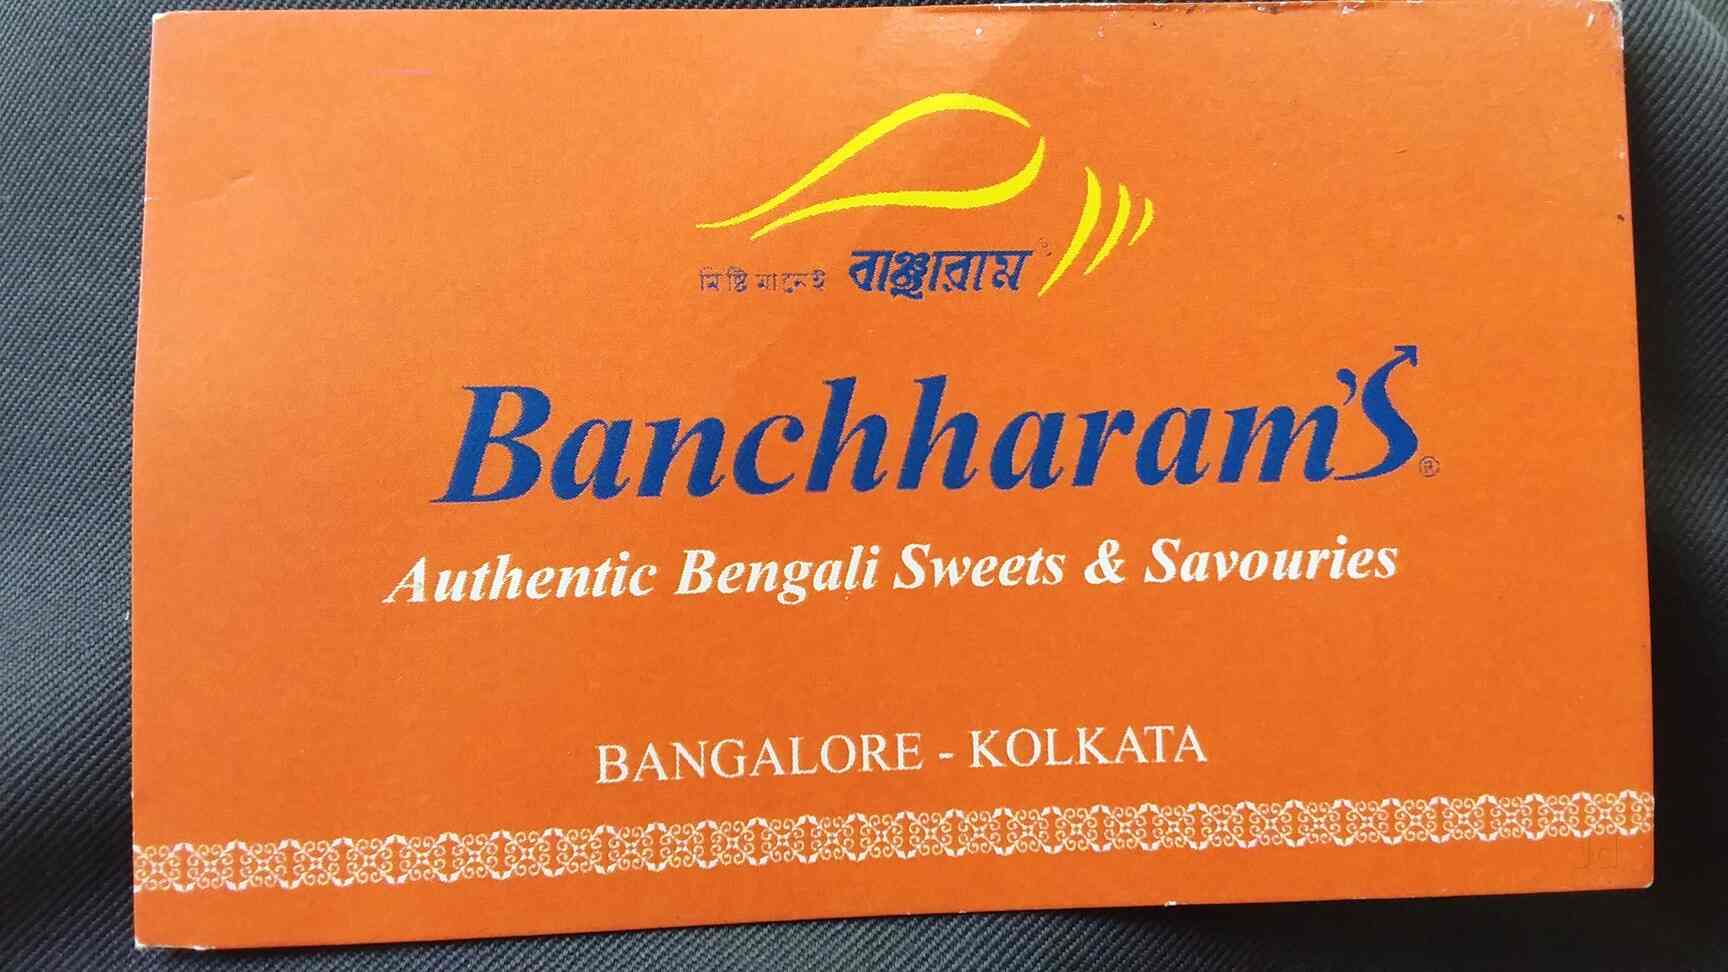 মিষ্টি মানেই বাঞ্ছারাম®
Banchharam's®
Authentic Bengali Sweets & Savouries
BANGALORE - KOLKATA